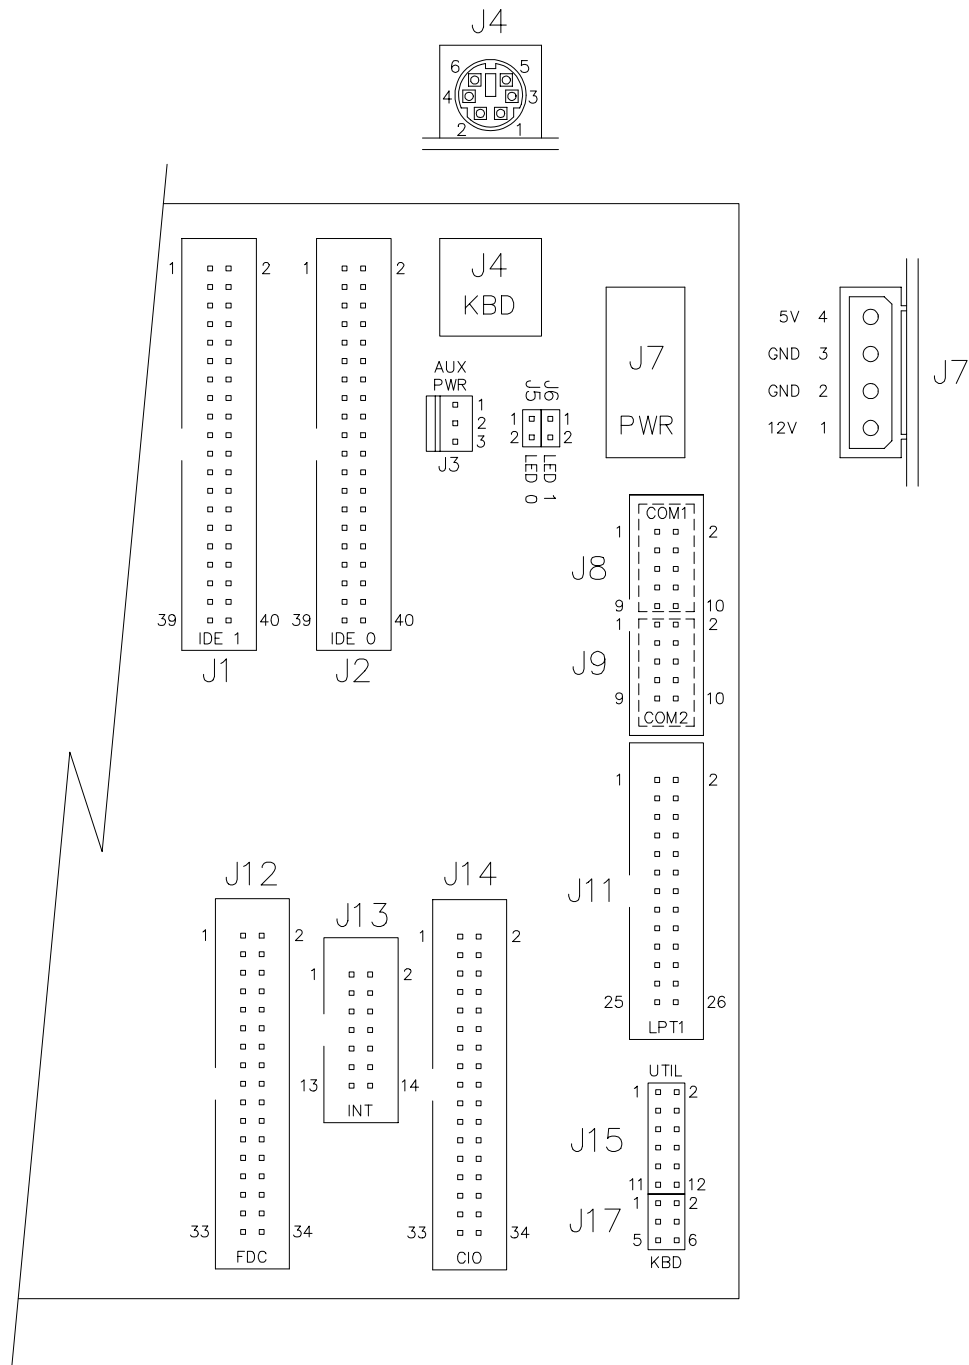 J4
6 5
4 3
2 1
1 2
1 2
J4
KBD
J7
PWR
5V 4
GND 3
GND 2
12V 1
J7
AUX
PWR
1
2
3
J3
J5 J6
1 1
2 2
LED 0 LED 1
39 40
IDE 1
J1
39 40
IDE 0
J2
COM1
1 2
J8
9 10
1 2
J9
9 10
COM2
1 2
J11
25 26
LPT1
J12
1 2
33 34
FDC
J13
1 2
13 14
INT
J14
1 2
33 34
CIO
UTIL
1 2
J15
11 12
1 2
J17
5 6
KBD